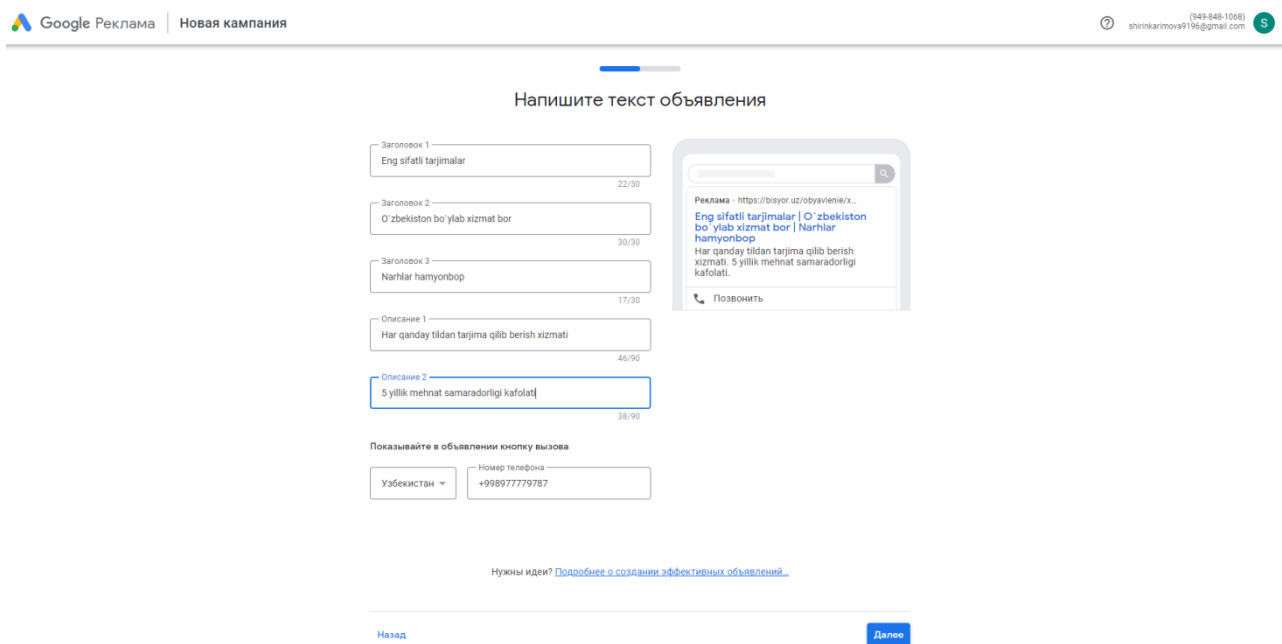 Google Реклама
Новая кампания
(949-848-1068)
shirinkarimova9196@gmail.com
S
Напишите текст объявления
Заголовок 1
Eng sifatli tarjimalar
22/30
Заголовок 2
O`zbekiston bo`ylab xizmat bor
30/30
Заголовок 3
Narhlar hamyonbop
17/30
Описание 1
Har qanday tildan tarjima qilib berish xizmati
46/90
Описание 2
5 yillik mehnat samaradorligi kafolati
38/90
Реклама - https://bisyor.uz/obyavlenie/x...
Eng sifatli tarjimalar | O`zbekiston
bo`ylab xizmat bor | Narhlar
hamyonbop
Har qanday tildan tarjima qilib berish
xizmati. 5 yillik mehnat samaradorligi
kafolati.
Позвонить
Показывайте в объявлении кнопку вызова
Узбекистан
Номер телефона
+998977779787
Нужны идеи? Подробнее о создании эффективных объявлений...
Назад
Далее